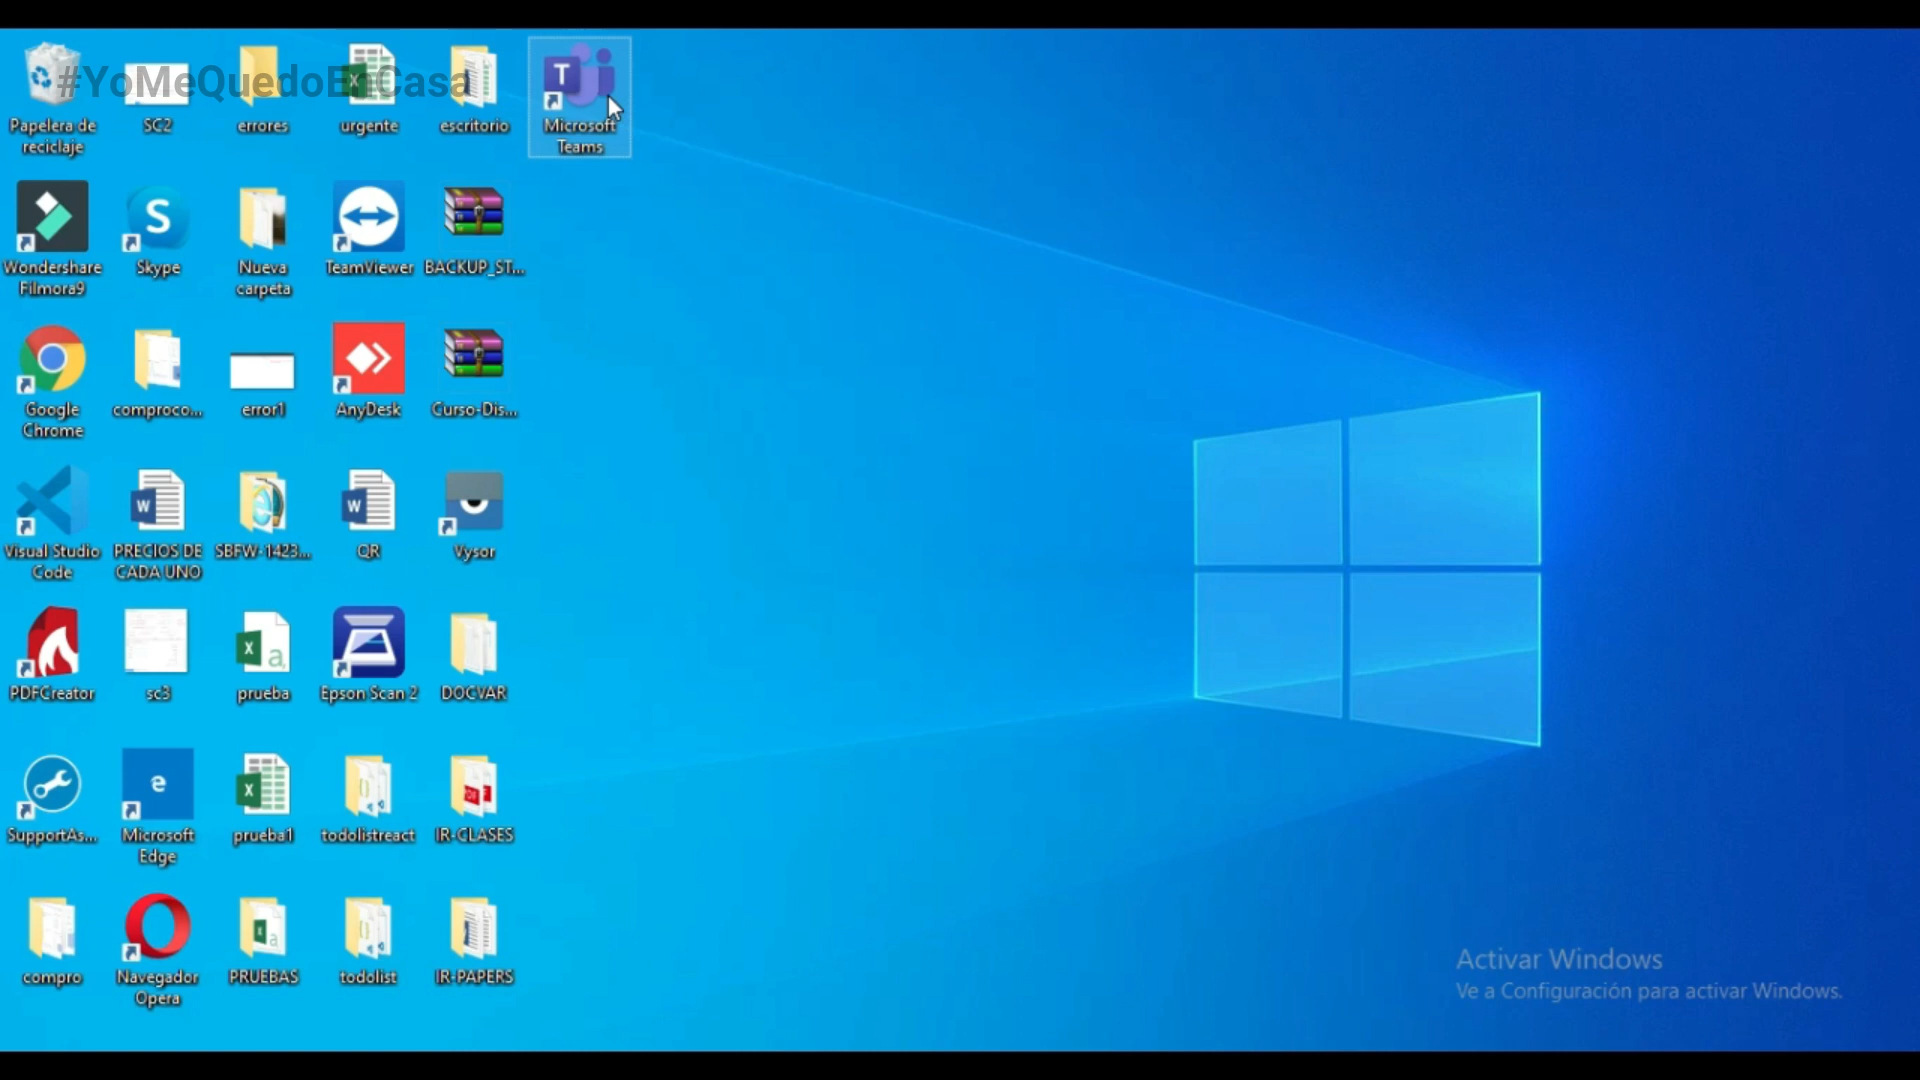 #YoMeQuedoEnCasa
Papelera de
reciclaje
SC2
errores
urgente
escritorio
Microsoft
Teams
Wondershare
Filmora9
Skype
Nueva
carpeta
TeamViewer
BACKUP_ST...
Google
Chrome
comproco...
error1
AnyDesk
Curso-Dis...
Visual Studio
Code
PRECIOS DE
CADA UNO
SBFW-1423...
QR
Vysor
PDFCreator
sc3
prueba
Epson Scan 2
DOCVAR
SupportAs...
Microsoft
Edge
prueba1
todolistreact
IR-CLASES
compro
Navegador
Opera
PRUEBAS
todolist
IR-PAPERS
Activar Windows
Ve a Configuración para activar Windows.